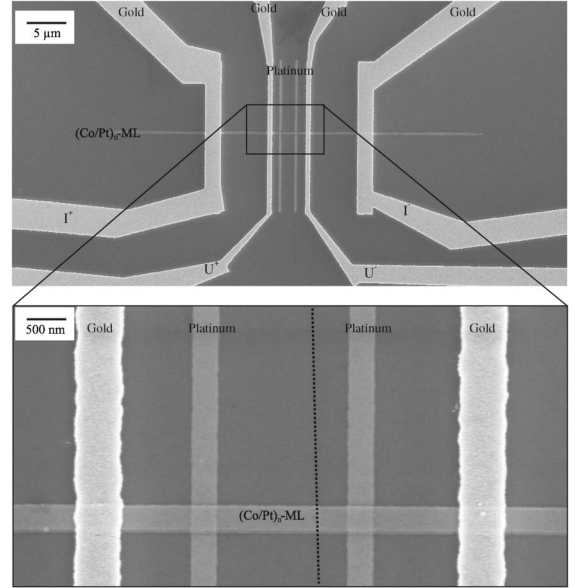 Gold
Gold
Gold
Gold
5 µm
Platinum
(Co/Pt)n-ML
I+
I-
U+
U-
500 nm
Gold
Platinum
Platinum
Gold
(Co/Pt)n-ML